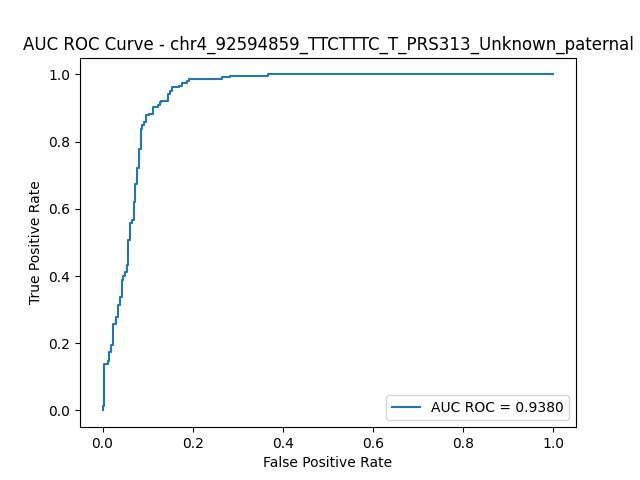 AUC ROC Curve - chr4_92594859_TTCTTTC_T_PRS313_Unknown_paternal
1.0
0.8
0.6
0.4
0.2
0.0
True Positive Rate
AUC ROC = 0.9380
0.0 0.2 0.4 0.6 0.8 1.0
False Positive Rate